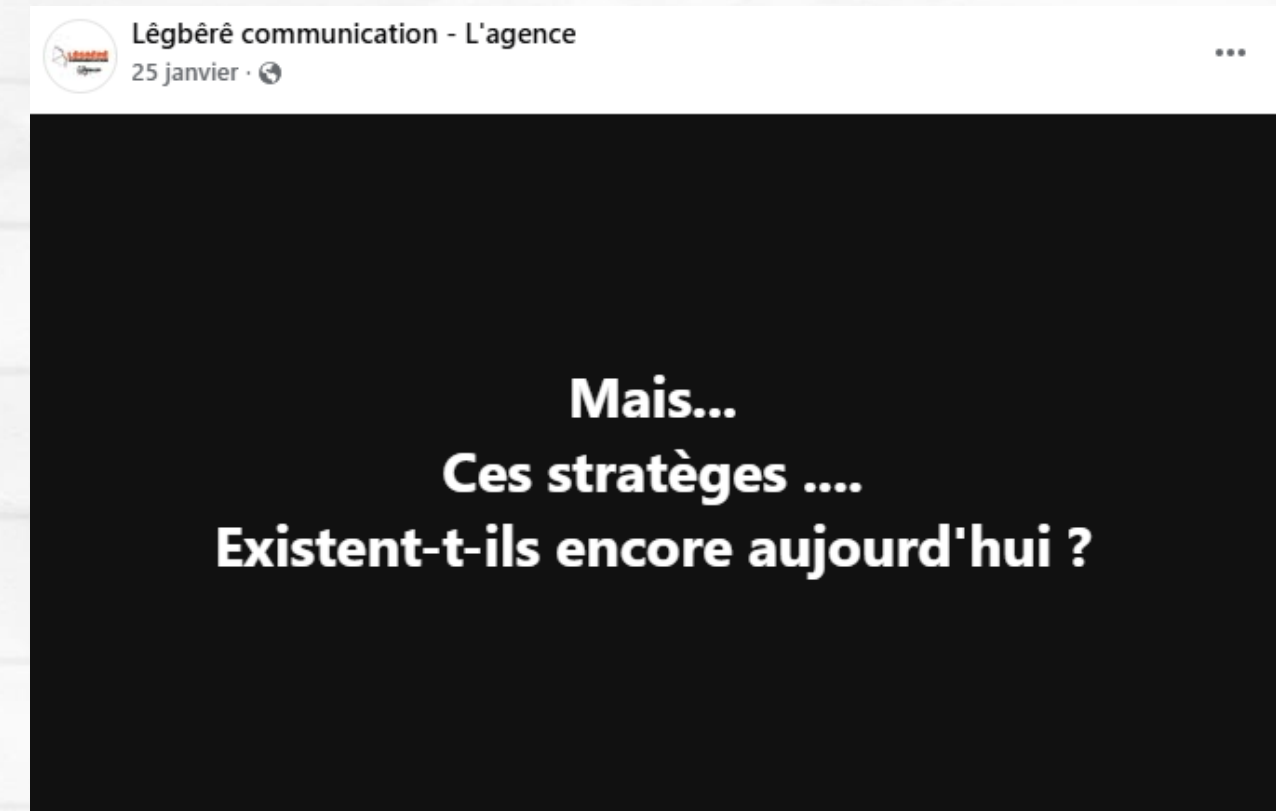 Lêgbêrê communication - L'agence
25 janvier ·
Mais...
Ces stratèges ....
Existent-t-ils encore aujourd'hui ?